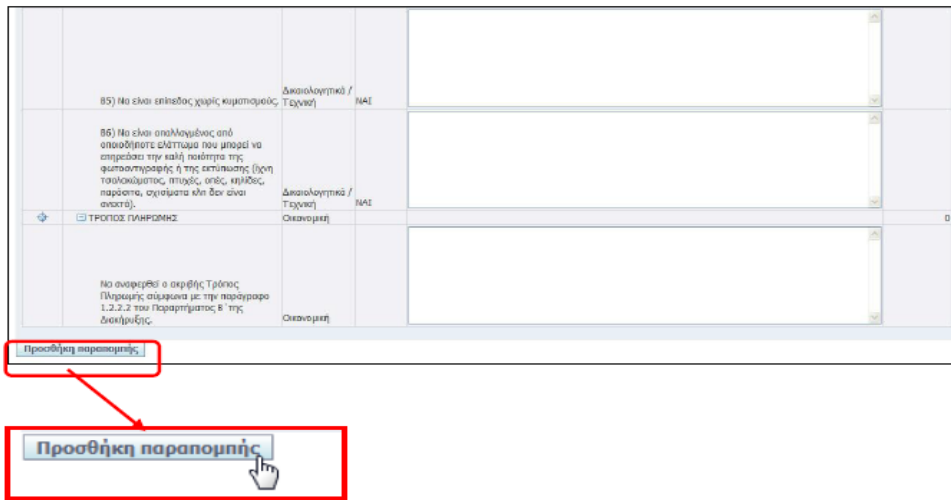 Δικαιολογητικά /
85) Να είναι επίπεδος χωρίς κυματισμούς. Τεχνική ΝΑΙ
86) Να είναι απαλλαγμένος από
οποιοδήποτε ελάττωμα που μπορεί να
επηρεάσει την καλή ποιότητα της
φωτοαντιγραφής ή της εκτύπωσης (ίχνη
τσαλακώματος, πτυχές, οπές, κηλίδες,
παράσιτα, σχισίματα κλπ δεν είναι Δικαιολογητικά /
ανεκτά). Τεχνική ΝΑΙ
ΤΡΟΠΟΣ ΠΛΗΡΩΜΗΣ Οικονομική 0
Να αναφερθεί ο ακριβής Τρόπος
Πληρωμής σύμφωνα με την παράγραφο
1.2.2.2 του Παραρτήματος Β΄της
Διακήρυξης. Οικονομική
Προσθήκη παραπομπής
Προσθήκη παραπομπής